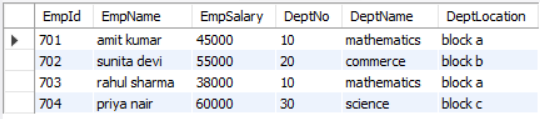 EmpId EmpName EmpSalary DeptNo DeptName DeptLocation
701 amit kumar 45000 10 mathematics block a
702 sunita devi 55000 20 commerce block b
703 rahul sharma 38000 10 mathematics block a
704 priya nair 60000 30 science block c